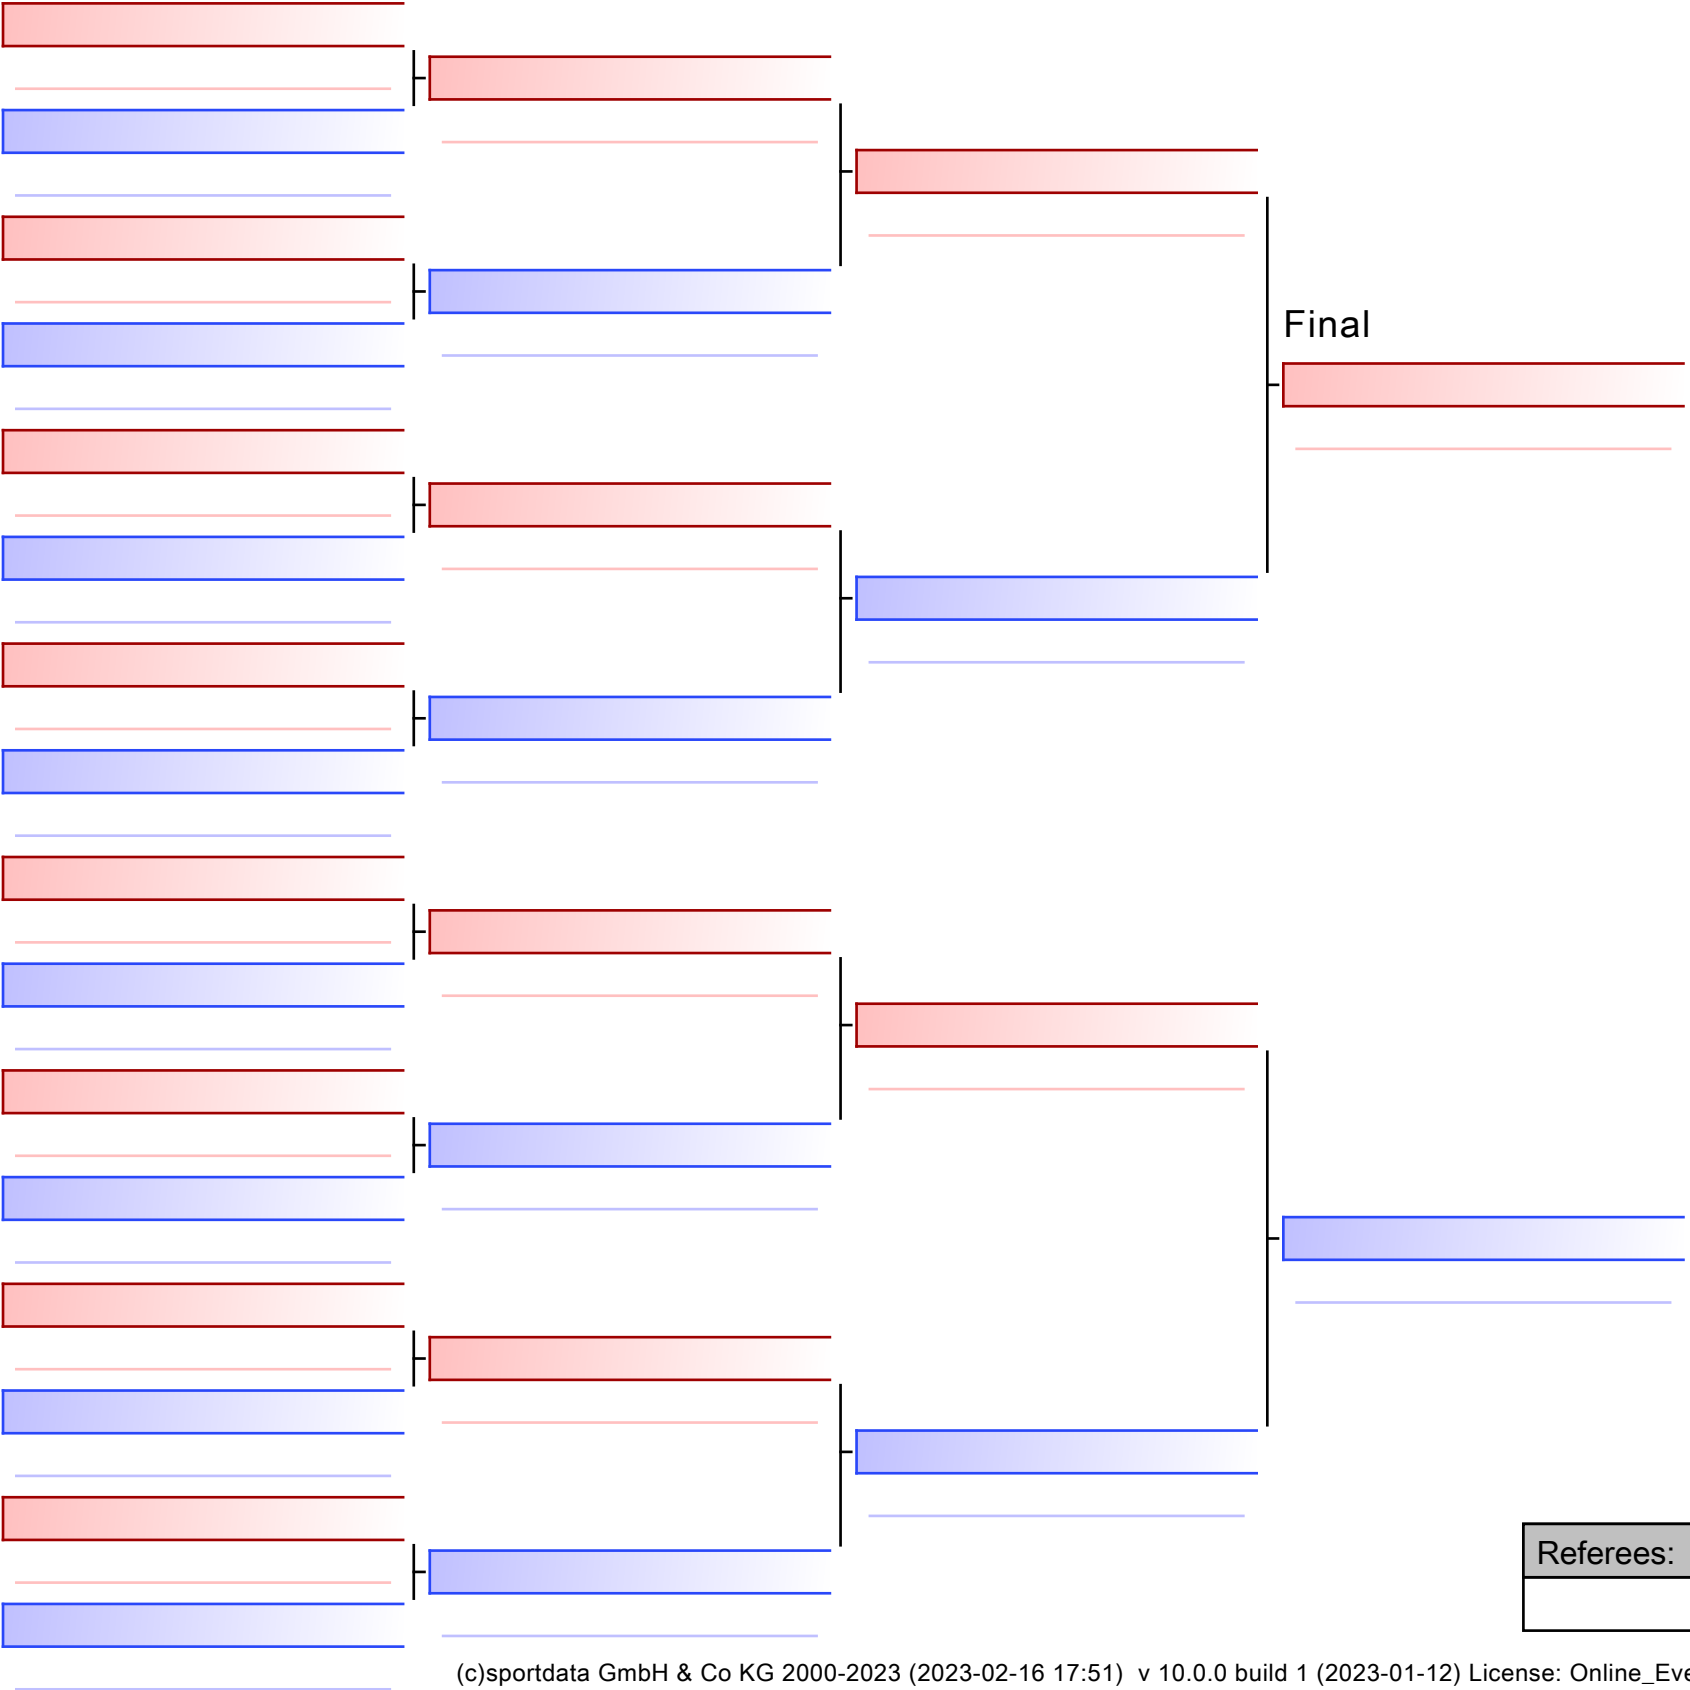 Final
Referees:
(c)sportdata GmbH & Co KG 2000-2023 (2023-02-16 17:51) v 10.0.0 build 1 (2023-01-12) License: Online_Eve